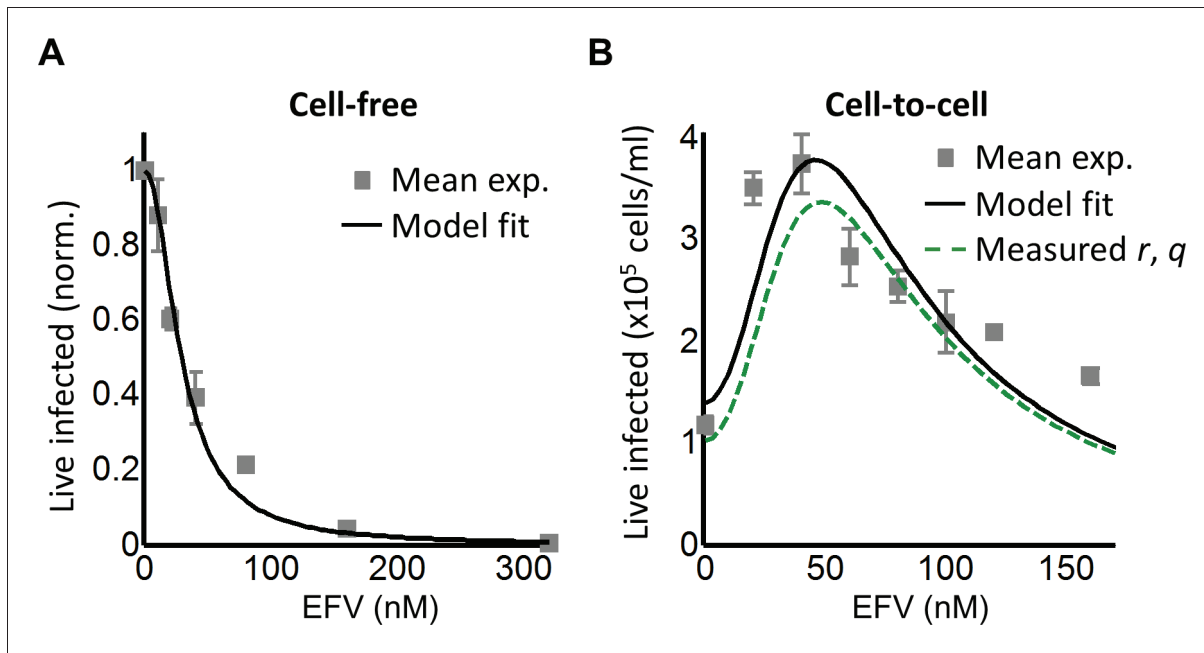 A
Cell-free
Live infected (norm.)
1
0.8
0.6
0.4
0.2
0
Mean exp.
Model fit
0
100
200
300
EFV (nM)
B
Cell-to-cell
Live infected (x10⁵ cells/ml)
4
3
2
1
0
Mean exp.
Model fit
Measured r, q
0
50
100
150
EFV (nM)